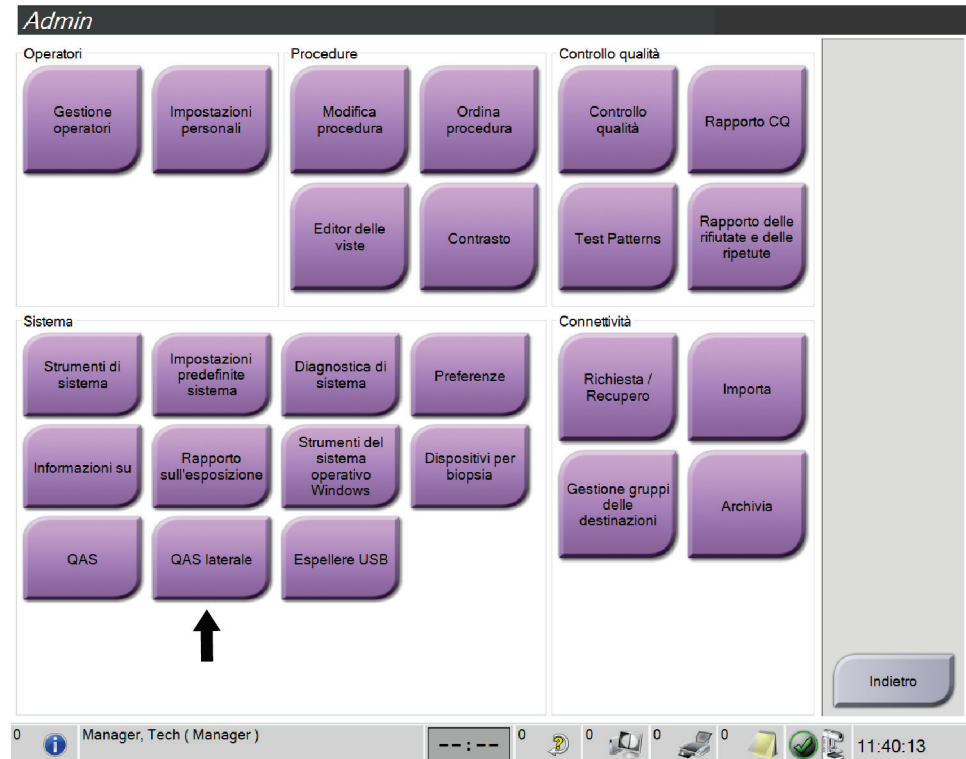 Admin
Operatori
Gestione
operatori
Impostazioni
personali
Procedure
Modifica
procedura
Ordina
procedura
Editor delle
viste
Contrasto
Controllo qualità
Controllo
qualità
Rapporto CQ
Test Patterns
Rapporto delle
rifiutate e delle
ripetute
Sistema
Strumenti di
sistema
Impostazioni
predefinite
sistema
Diagnostica di
sistema
Preferenze
Informazioni su
Rapporto
sull'esposizione
Strumenti del
sistema
operativo
Windows
Dispositivi per
biopsia
QAS
QAS laterale
Espellere USB
Connettività
Richiesta /
Recupero
Importa
Gestione gruppi
delle
destinazioni
Archivia
Indietro
0 Manager, Tech ( Manager ) --:-- 0 0 0 0 11:40:13